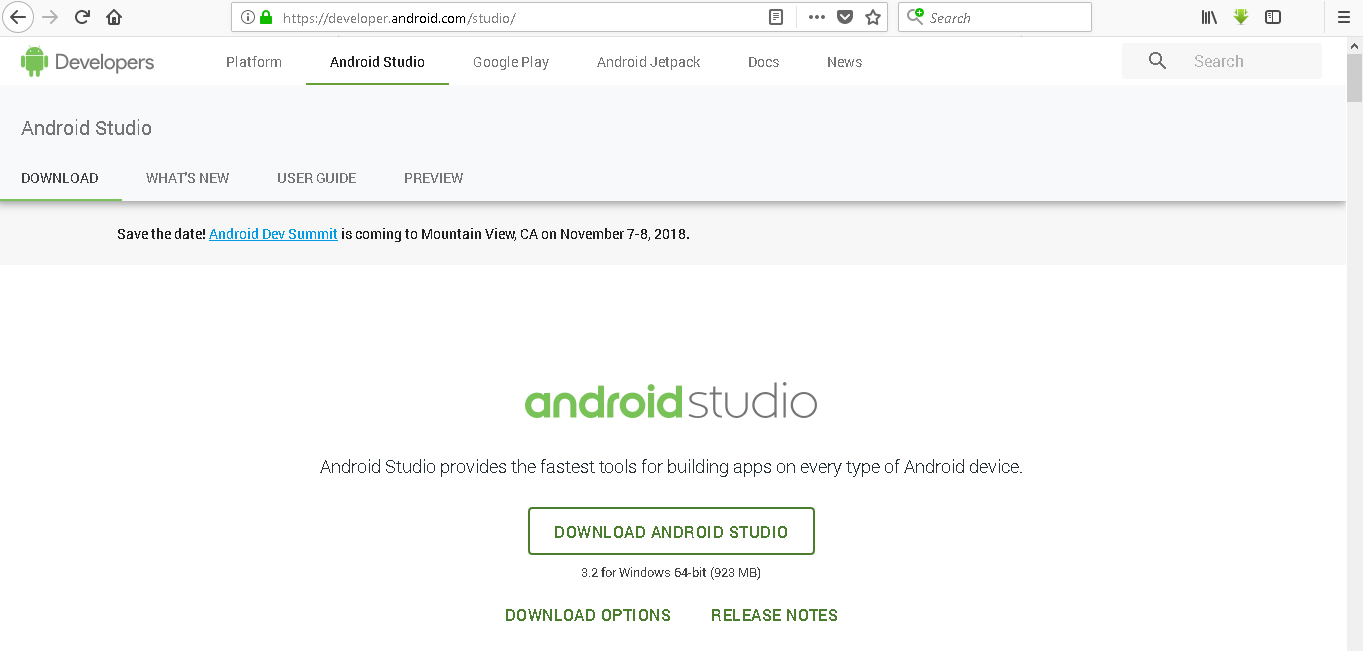 https://developer.android.com/studio/
Search
Developers
Platform
Android Studio
Google Play
Android Jetpack
Docs
News
Search
Android Studio
DOWNLOAD
WHAT'S NEW
USER GUIDE
PREVIEW
Save the date! Android Dev Summit is coming to Mountain View, CA on November 7-8, 2018.
androidstudio
Android Studio provides the fastest tools for building apps on every type of Android device.
DOWNLOAD ANDROID STUDIO
3.2 for Windows 64-bit (923 MB)
DOWNLOAD OPTIONS
RELEASE NOTES